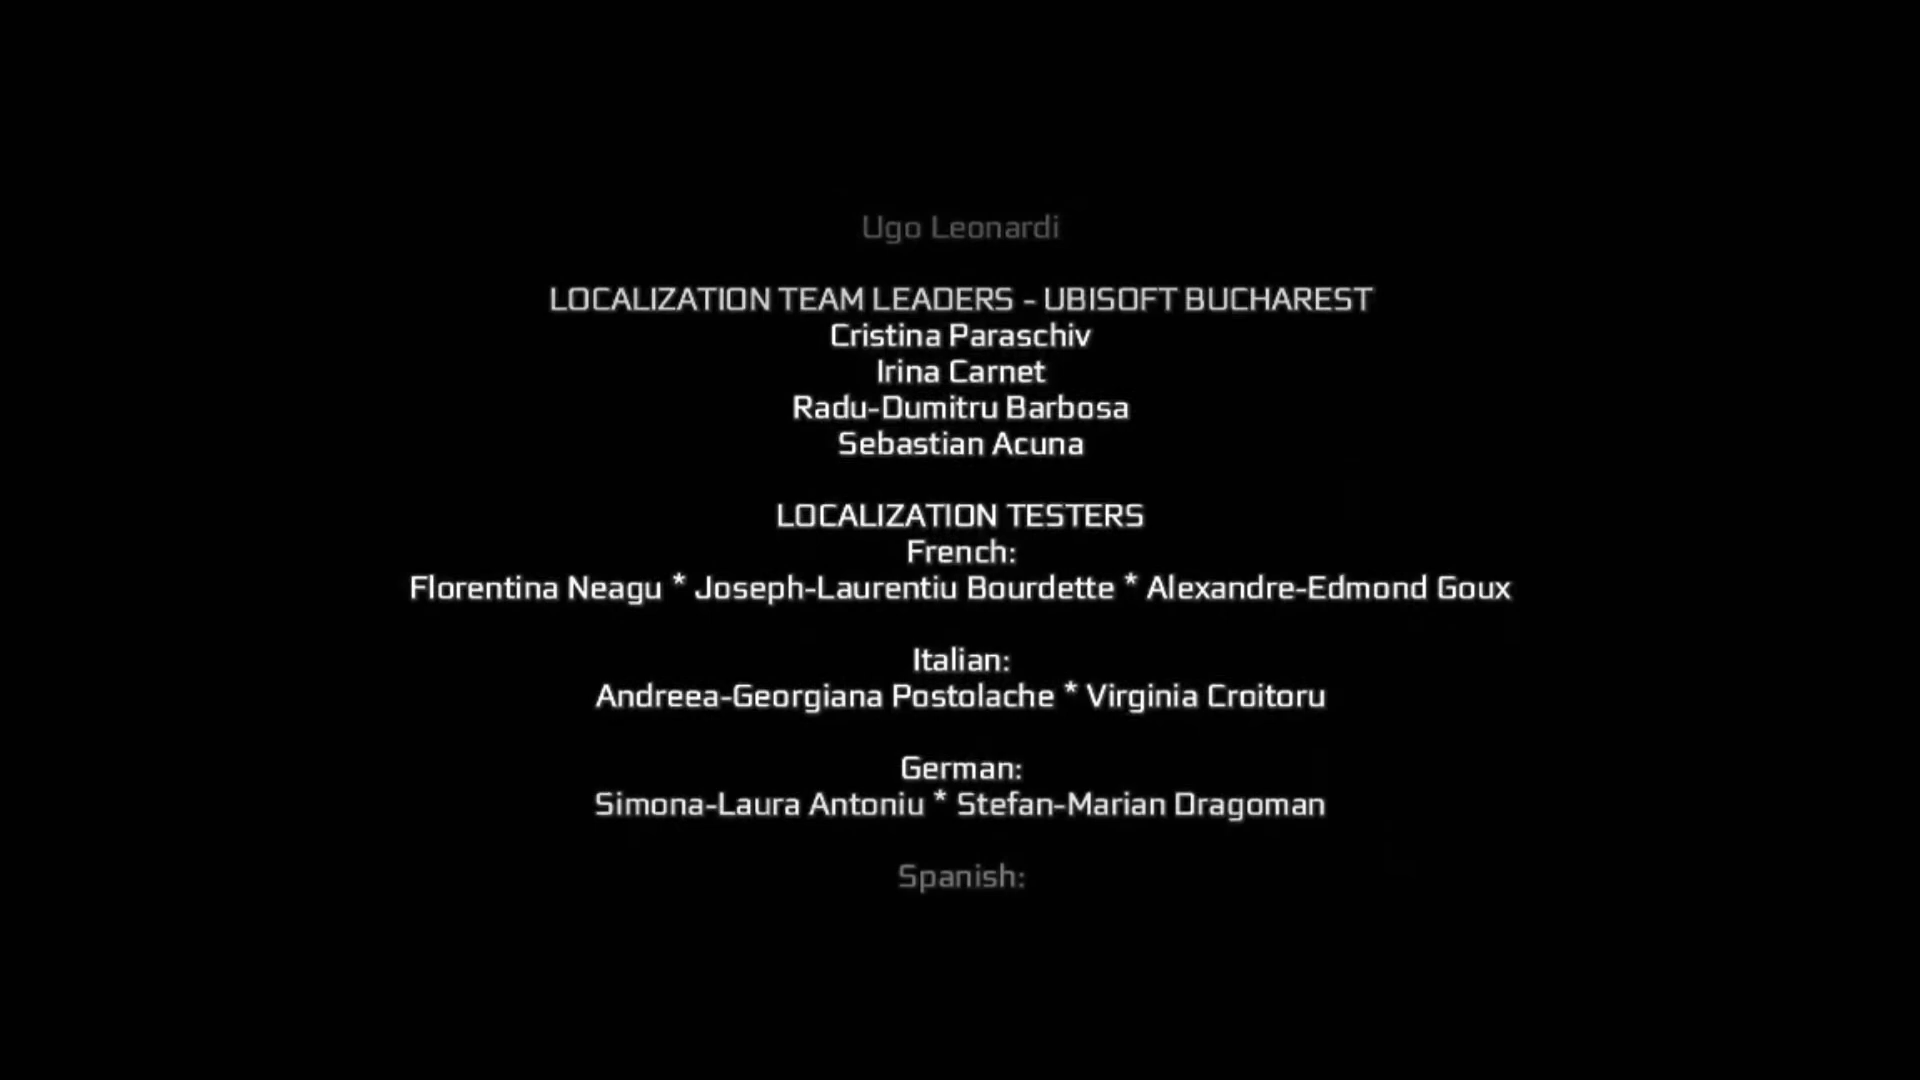 Ugo Leonardi
LOCALIZATION TEAM LEADERS - UBISOFT BUCHAREST
Cristina Paraschiv
Irina Carnet
Radu-Dumitru Barbosa
Sebastian Acuna
LOCALIZATION TESTERS
French:
Florentina Neagu * Joseph-Laurentiu Bourdette * Alexandre-Edmond Goux
Italian:
Andreea-Georgiana Postolache * Virginia Croitoru
German:
Simona-Laura Antoniu * Stefan-Marian Dragoman
Spanish: